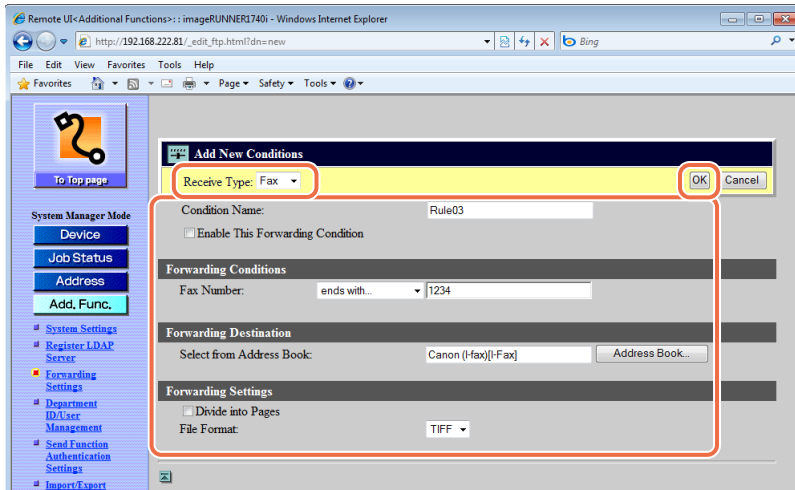 Remote UI<Additional Functions>: : imageRUNNER1740i - Windows Internet Explorer
http://192.168.222.81/_edit_ftp.html?dn=new
Bing
File Edit View Favorites Tools Help
Favorites Page Safety Tools
To Top page
System Manager Mode
Device
Job Status
Address
Add. Func.
System Settings
Register LDAP
Server
Forwarding
Settings
Department
ID/User
Management
Send Function
Authentication
Settings
Import/Export
Add New Conditions
Receive Type: Fax OK Cancel
Condition Name: Rule03
Enable This Forwarding Condition
Forwarding Conditions
Fax Number: ends with... 1234
Forwarding Destination
Select from Address Book: Canon (I-fax)[I-Fax] Address Book...
Forwarding Settings
Divide into Pages
File Format: TIFF